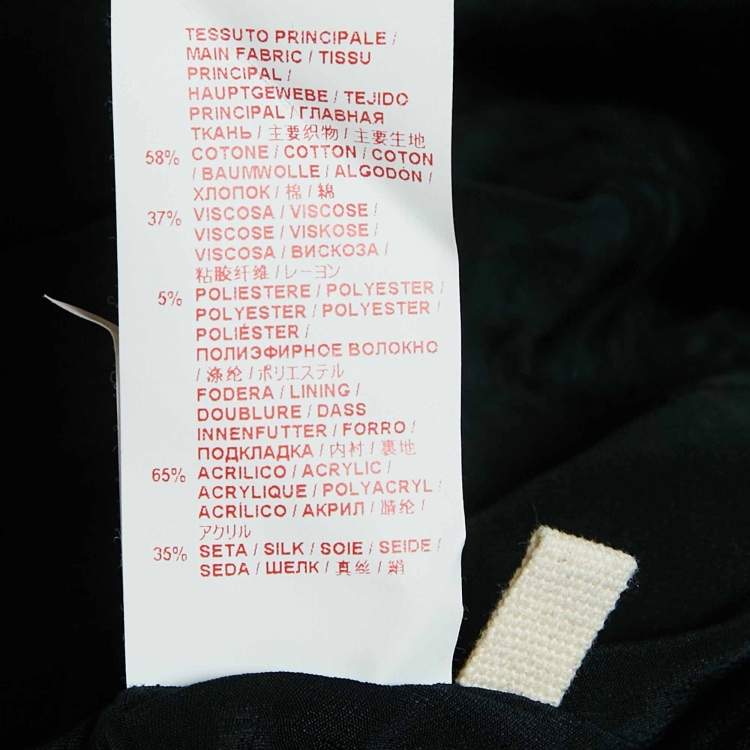 TESSUTO PRINCIPALE /
MAIN FABRIC / TISSU
PRINCIPAL /
HAUPTGEWEBE / TEJIDO
PRINCIPAL / ГЛАВНАЯ
ТКАНЬ / 主要织物 / 主要生地
58% COTONE / COTTON / COTON
/ BAUMWOLLE / ALGODÓN /
ХЛОПОК / 棉 / 綿
37% VISCOSA / VISCOSE /
VISCOSE / VISKOSE /
VISCOSA / ВИСКОЗА /
粘胶纤维 / レーヨン
5% POLIESTERE / POLYESTER /
POLYESTER / POLYESTER /
POLIÉSTER /
ПОЛИЭФИРНОЕ ВОЛОКНО
/ 涤纶 / ポリエステル
FODERA / LINING /
DOUBLURE / DASS
INNENFUTTER / FORRO /
ПОДКЛАДКА / 内衬 / 裏地
65% ACRILICO / ACRYLIC /
ACRYLIQUE / POLYACRYL /
ACRÍLICO / АКРИЛ / 腈纶 /
アクリル
35% SETA / SILK / SOIE / SEIDE /
SEDA / ШЕЛК / 真丝 / 絹